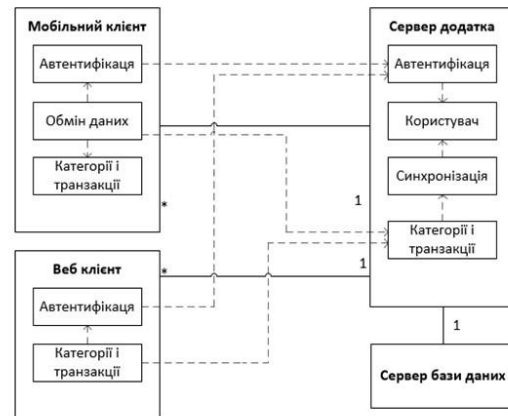 Мобільний клієнт
Автентифікаця
Обмін даних
Категорії і
транзакції
*
Веб клієнт
Автентифікаця
Категорії і
транзакції
*
Сервер додатка
Автентифікаця
Користувач
Синхронізація
Категорії і
транзакції
1
1
1
Сервер бази даних